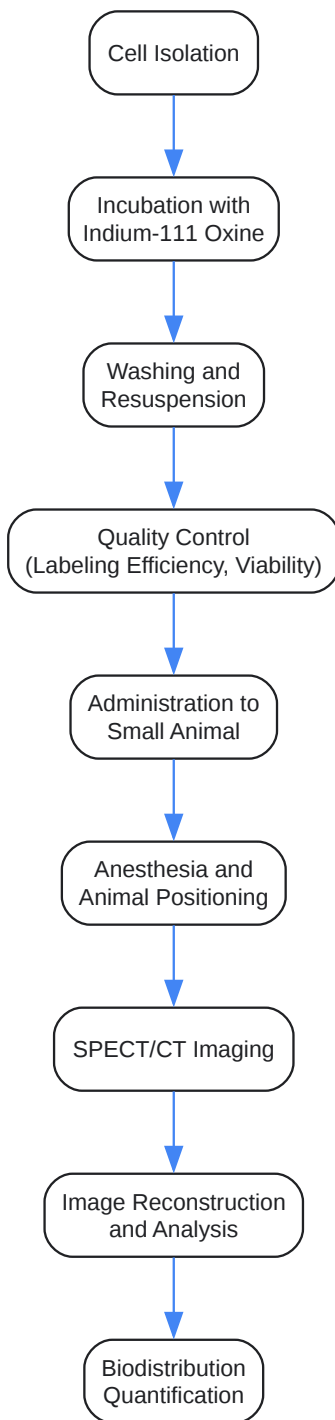 Cell Isolation
Incubation with
Indium-111 Oxine
Washing and
Resuspension
Quality Control
(Labeling Efficiency, Viability)
Administration to
Small Animal
Anesthesia and
Animal Positioning
SPECT/CT Imaging
Image Reconstruction
and Analysis
Biodistribution
Quantification